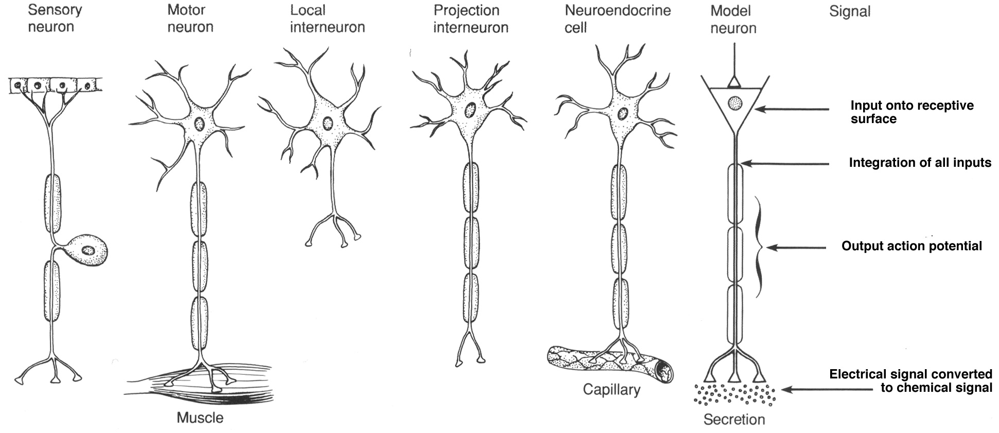 Sensory
neuron
Motor
neuron
Local
interneuron
Projection
interneuron
Neuroendocrine
cell
Model
neuron
Signal
Input onto receptive
surface
Integration of all inputs
Output action potential
Electrical signal converted
to chemical signal
Capillary
Muscle
Secretion